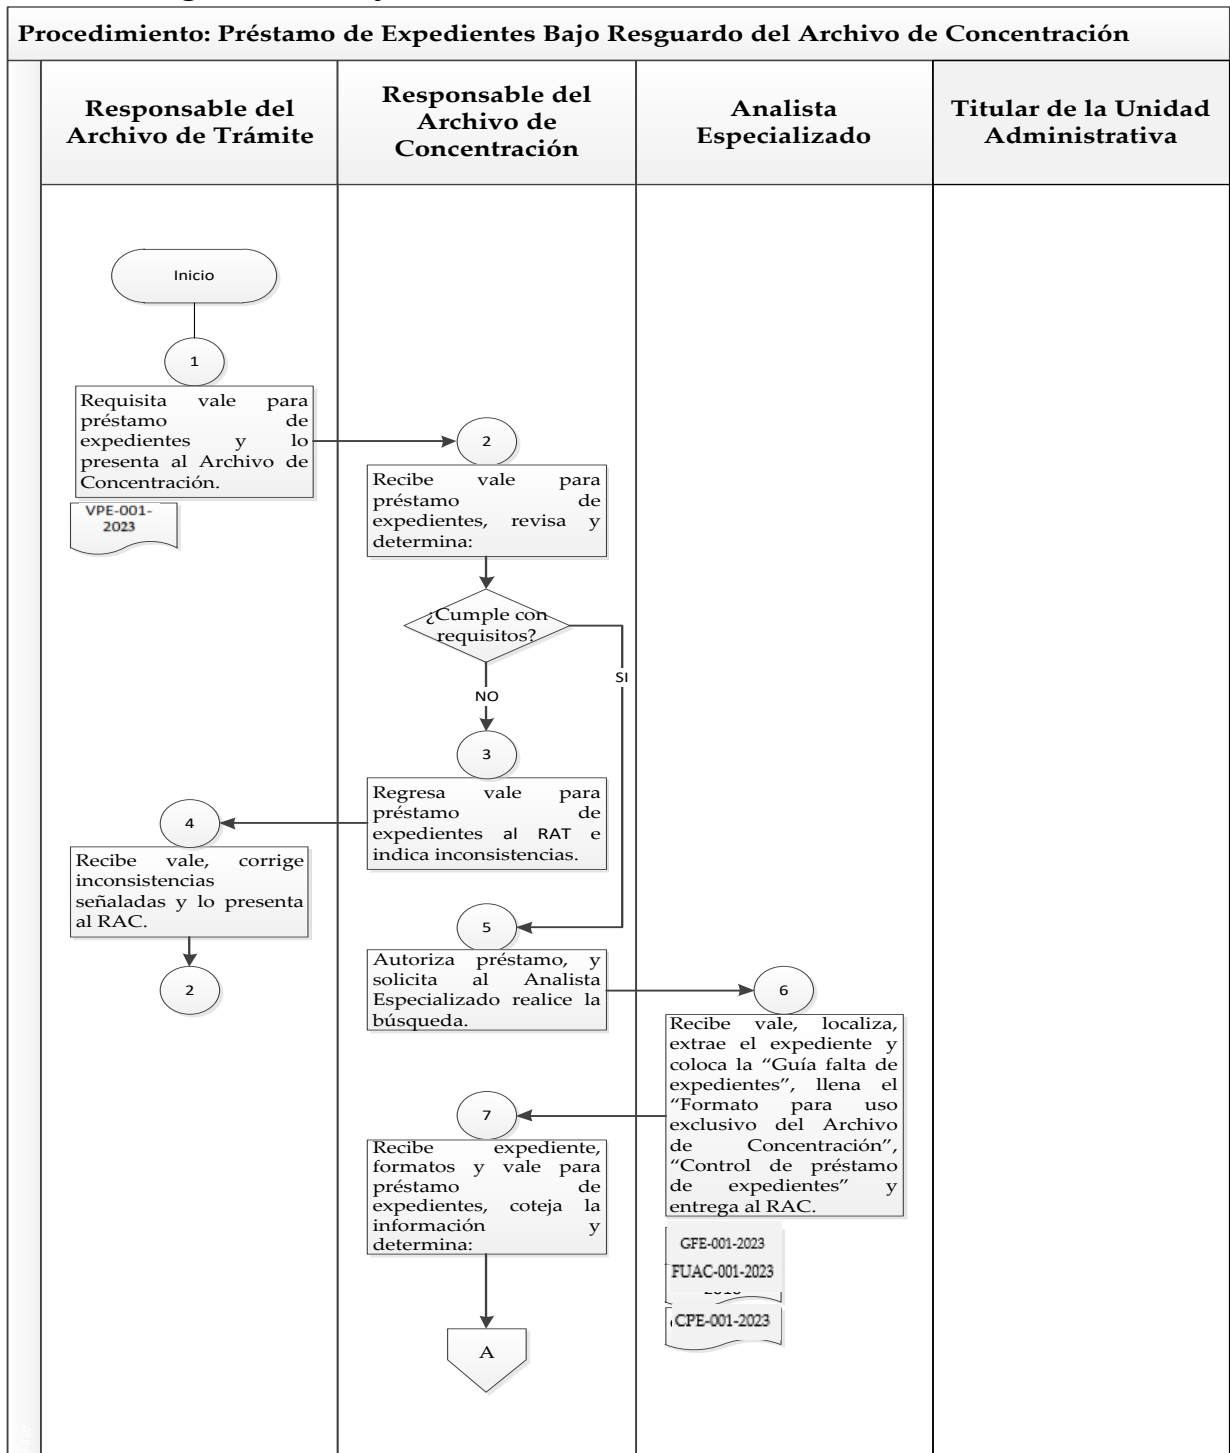 Procedimiento: Préstamo de Expedientes Bajo Resguardo del Archivo de Concentración
Responsable del
Archivo de Trámite
Responsable del
Archivo de
Concentración
Analista
Especializado
Titular de la Unidad
Administrativa
Inicio
1
Requisita vale para
préstamo de
expedientes y lo
presenta al Archivo de
Concentración.
VPE-001-
2023
2
Recibe vale para
préstamo de
expedientes, revisa y
determina:
¿Cumple con
requisitos?
SI
NO
3
Regresa vale para
préstamo de
expedientes al RAT e
indica inconsistencias.
4
Recibe vale, corrige
inconsistencias
señaladas y lo presenta
al RAC.
2
5
Autoriza préstamo, y
solicita al Analista
Especializado realice la
búsqueda.
6
Recibe vale, localiza,
extrae el expediente y
coloca la “Guía falta de
expedientes”, llena el
“Formato para uso
exclusivo del Archivo
de Concentración”,
“Control de préstamo
de expedientes” y
entrega al RAC.
GFE-001-2023
FUAC-001-2023
CPE-001-2023
7
Recibe expediente,
formatos y vale para
préstamo de
expedientes, coteja la
información y
determina:
A